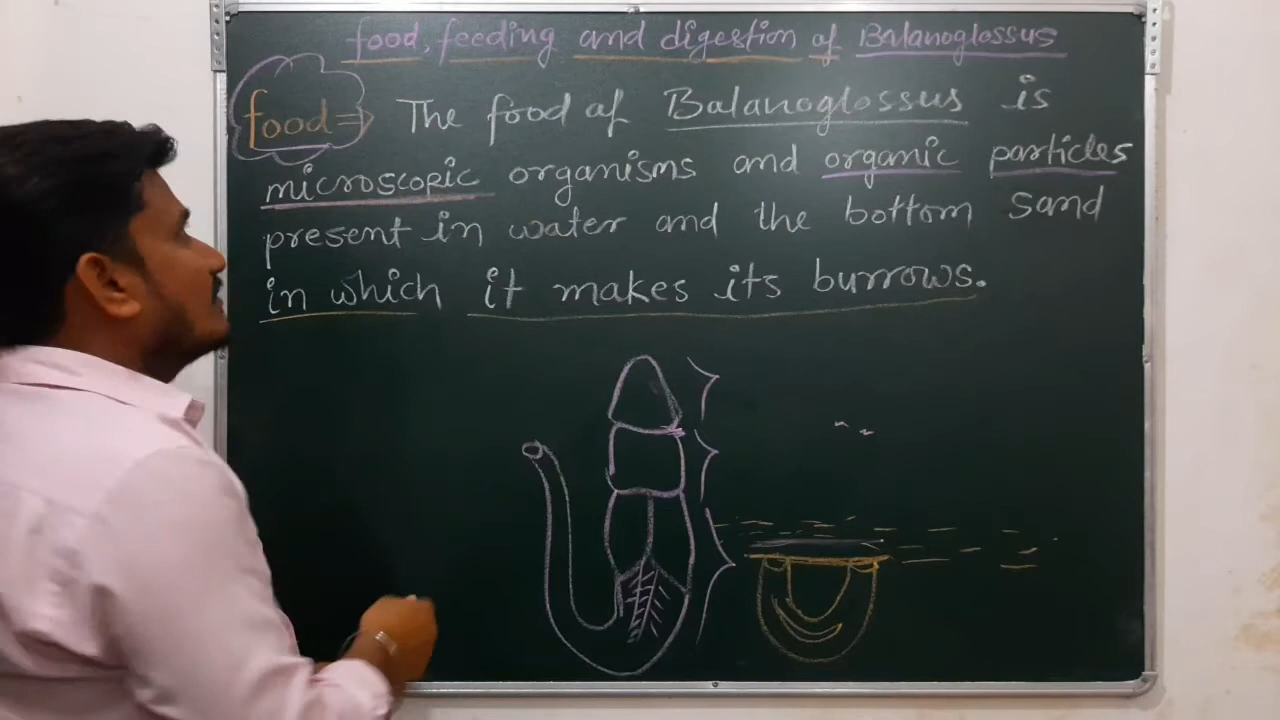 food, feeding and digestion of Balanoglossus
food ⇒ The food of Balanoglossus is
microscopic organisms and organic particles
present in water and the bottom sand
in which it makes its burrows.